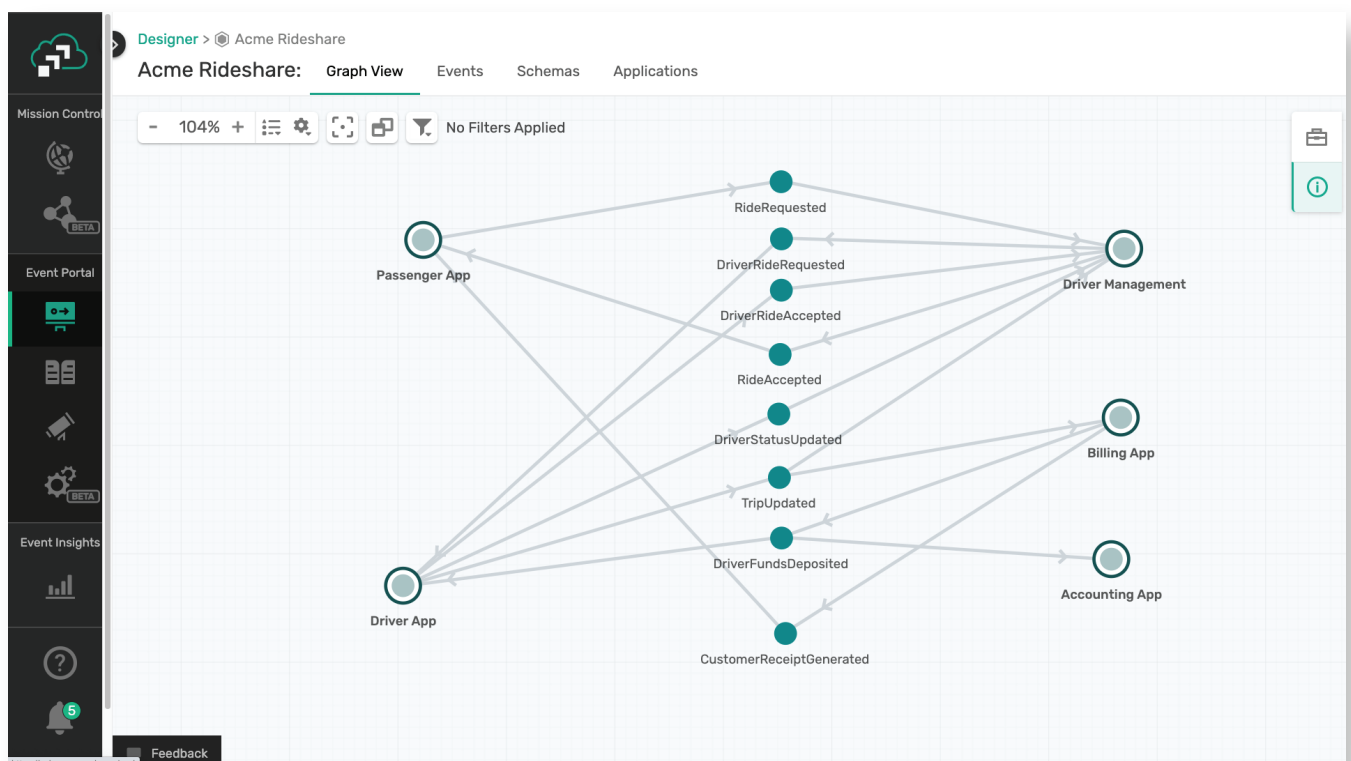 Designer > Acme Rideshare
Acme Rideshare: Graph View Events Schemas Applications
Mission Control
BETA
Event Portal
BETA
Event Insights
5
- 104% + No Filters Applied
RideRequested
Passenger App
DriverRideRequested
Driver Management
DriverRideAccepted
RideAccepted
DriverStatusUpdated
Billing App
TripUpdated
DriverFundsDeposited
Accounting App
Driver App
CustomerReceiptGenerated
Feedback